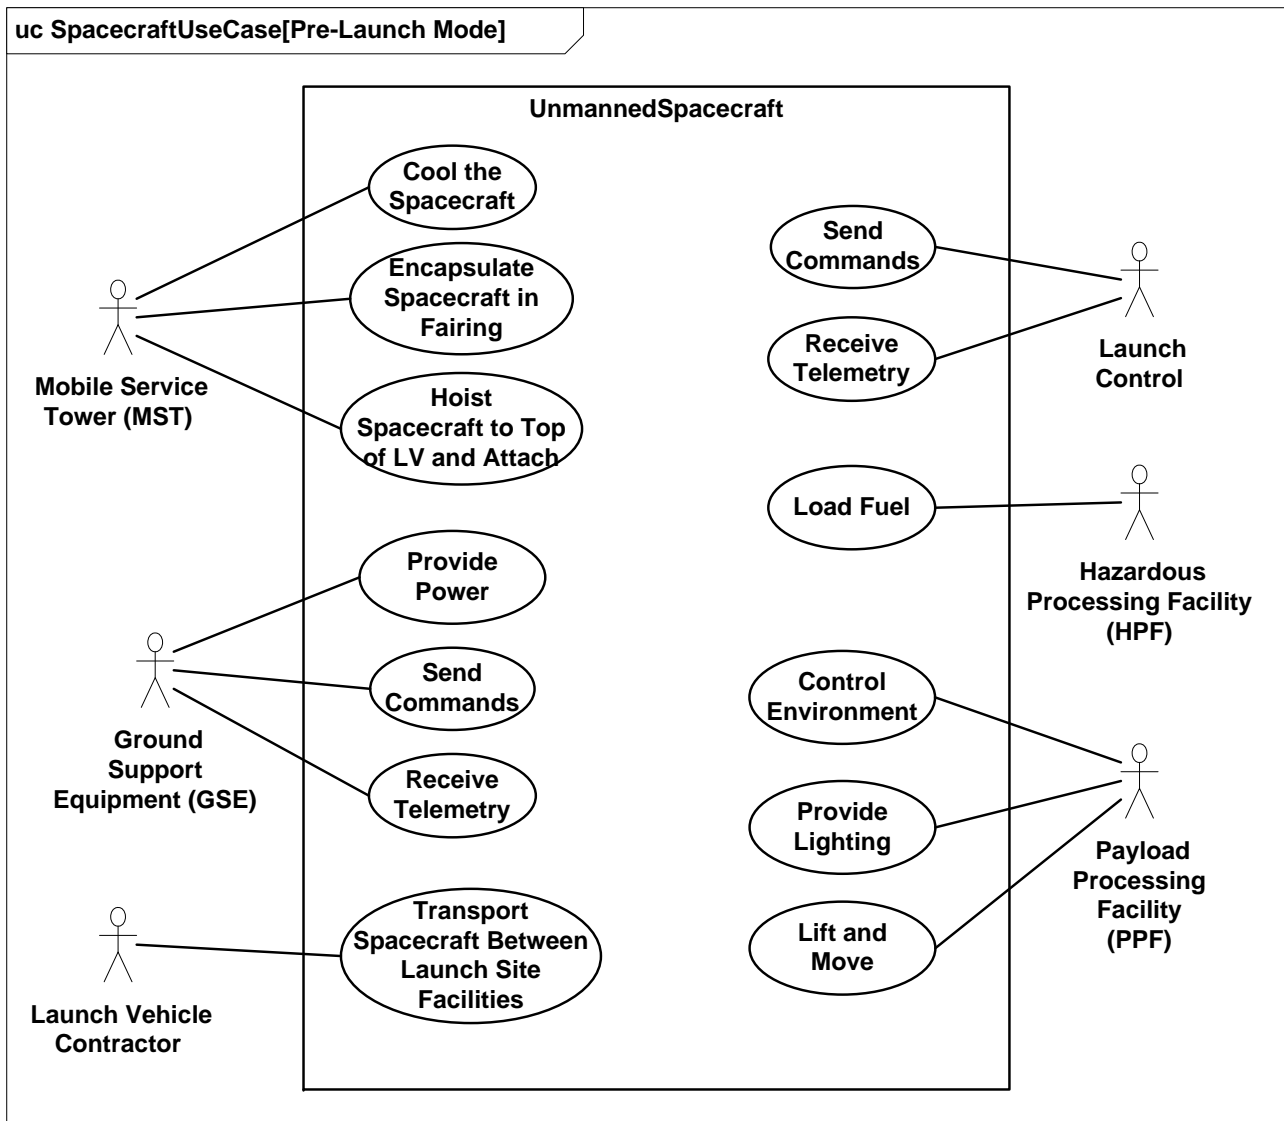 uc SpacecraftUseCase[Pre-Launch Mode]
UnmannedSpacecraft
Cool the
Spacecraft
Encapsulate
Spacecraft in
Fairing
Mobile Service
Tower (MST)
Hoist
Spacecraft to Top
of LV and Attach
Provide
Power
Send
Commands
Ground
Support
Equipment (GSE)
Receive
Telemetry
Transport
Spacecraft Between
Launch Site
Facilities
Launch Vehicle
Contractor
Send
Commands
Receive
Telemetry
Launch
Control
Load Fuel
Hazardous
Processing Facility
(HPF)
Control
Environment
Provide
Lighting
Payload
Processing
Facility
(PPF)
Lift and
Move